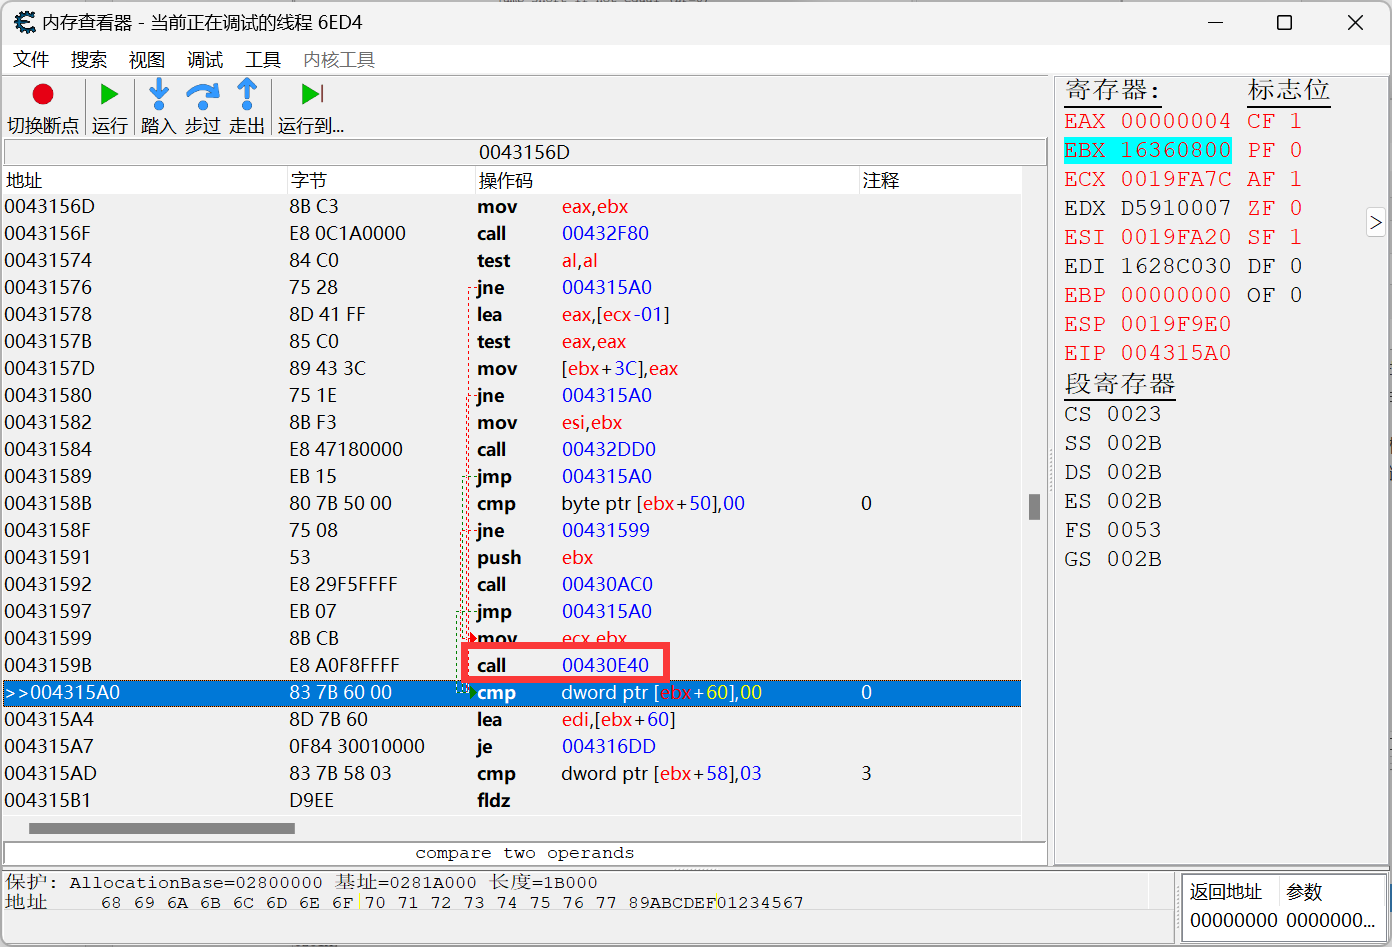 内存查看器 - 当前正在调试的线程 6ED4
文件 搜索 视图 调试 工具 内核工具
切换断点 运行 踏入 步过 走出 运行到...
0043156D
地址 字节 操作码 注释
0043156D 8B C3 mov eax,ebx
0043156F E8 0C1A0000 call 00432F80
00431574 84 C0 test al,al
00431576 75 28 jne 004315A0
00431578 8D 41 FF lea eax,[ecx-01]
0043157B 85 C0 test eax,eax
0043157D 89 43 3C mov [ebx+3C],eax
00431580 75 1E jne 004315A0
00431582 8B F3 mov esi,ebx
00431584 E8 47180000 call 00432DD0
00431589 EB 15 jmp 004315A0
0043158B 80 7B 50 00 cmp byte ptr [ebx+50],00 0
0043158F 75 08 jne 00431599
00431591 53 push ebx
00431592 E8 29F5FFFF call 00430AC0
00431597 EB 07 jmp 004315A0
00431599 8B CB mov ecx,ebx
0043159B E8 A0F8FFFF call 00430E40
>>004315A0 83 7B 60 00 cmp dword ptr [ebx+60],00 0
004315A4 8D 7B 60 lea edi,[ebx+60]
004315A7 0F84 30010000 je 004316DD
004315AD 83 7B 58 03 cmp dword ptr [ebx+58],03 3
004315B1 D9EE fldz
compare two operands
寄存器: 标志位
EAX 00000004 CF 1
EBX 16360800 PF 0
ECX 0019FA7C AF 1
EDX D5910007 ZF 0
ESI 0019FA20 SF 1
EDI 1628C030 DF 0
EBP 00000000 OF 0
ESP 0019F9E0
EIP 004315A0
段寄存器
CS 0023
SS 002B
DS 002B
ES 002B
FS 0053
GS 002B
>
保护: AllocationBase=02800000 基址=0281A000 长度=1B000
地址 68 69 6A 6B 6C 6D 6E 6F 70 71 72 73 74 75 76 77 89ABCDEF01234567
返回地址 参数
00000000 0000000...